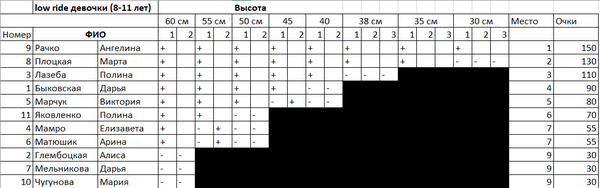 low ride девочки (8-11 лет) Высота
60 см 55 см 50 см 45 40 38 см 35 см 30 см Место Очки
Номер ФИО 1 2 1 2 1 2 1 2 1 2 1 2 3 1 2 3 1 2 3
9 Рачко Ангелина + + + + + + + + 1 150
8 Плоцкая Марта + + + + + + + - - - 2 130
3 Лазеба Полина + + + + + - - - 3 110
1 Быковская Дарья + + + + - - 4 90
5 Марчук Виктория + + + - + - - 5 80
11 Яковленко Полина + + - - 6 70
4 Мамро Елизавета + - + - - 7 55
6 Матюшик Арина + - + - - 7 55
2 Глембоцкая Алиса - - 9 30
7 Мельникова Дарья - - 9 30
10 Чугунова Мария - - 9 30